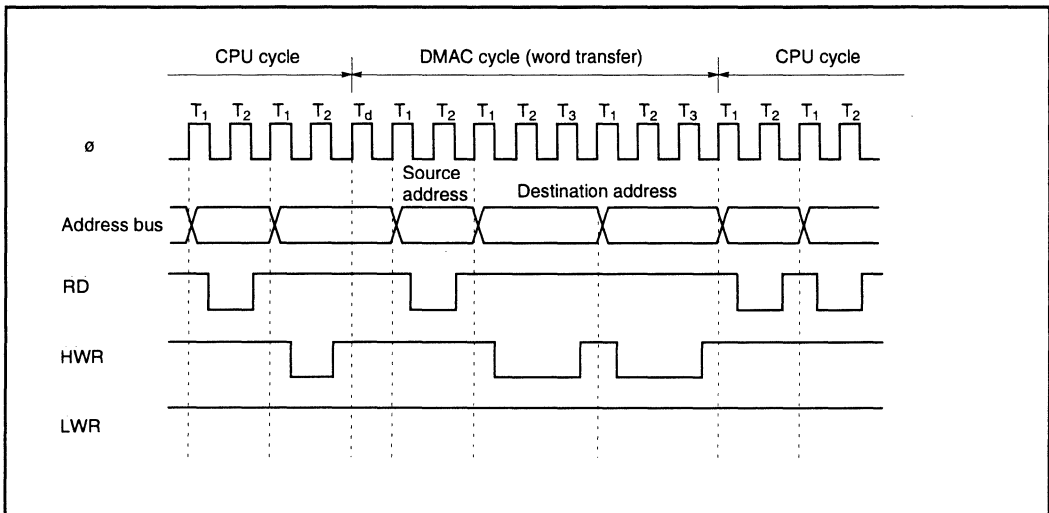 CPU cycle DMAC cycle (word transfer) CPU cycle
T₁ T₂ T₁ T₂ T_d T₁ T₂ T₁ T₂ T₃ T₁ T₂ T₃ T₁ T₂ T₁ T₂
ø
Source
address
Destination address
Address bus
RD
HWR
LWR